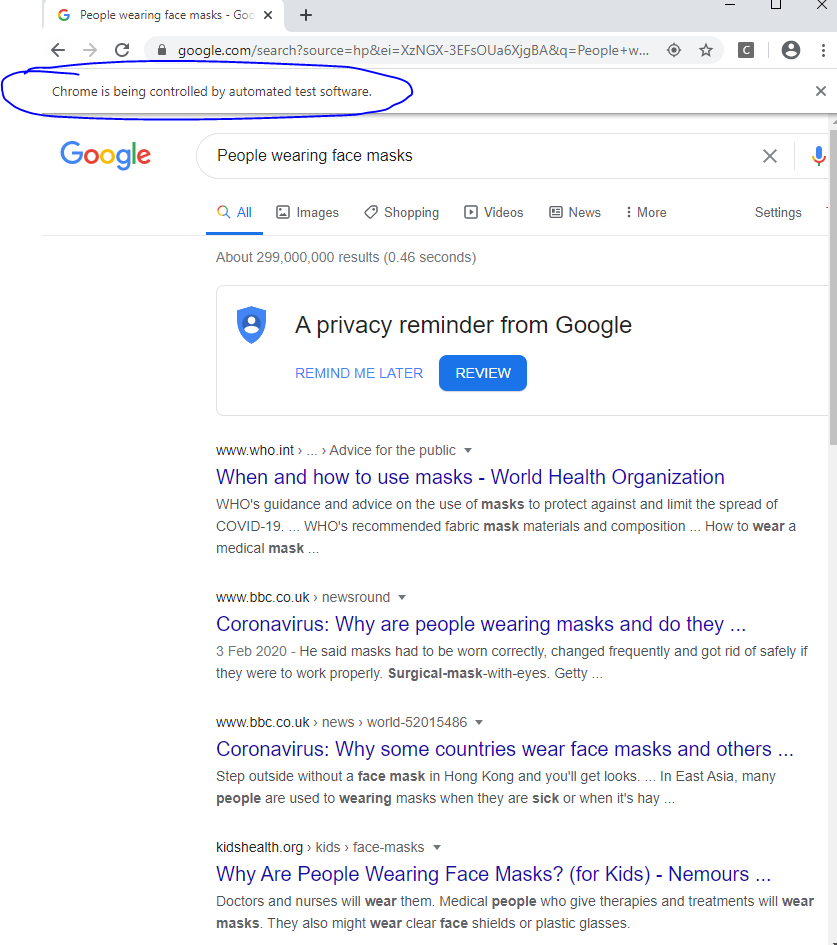 People wearing face masks - Goo
google.com/search?source=hp&ei=XzNGX-3EFsOUa6XjgBA&q=People+w...
Chrome is being controlled by automated test software.
Google
People wearing face masks
All Images Shopping Videos News More Settings
About 299,000,000 results (0.46 seconds)
A privacy reminder from Google
REMIND ME LATER REVIEW
www.who.int › ... › Advice for the public
When and how to use masks - World Health Organization
WHO's guidance and advice on the use of masks to protect against and limit the spread of
COVID-19. ... WHO's recommended fabric mask materials and composition ... How to wear a
medical mask ...
www.bbc.co.uk › newsround
Coronavirus: Why are people wearing masks and do they ...
3 Feb 2020 - He said masks had to be worn correctly, changed frequently and got rid of safely if
they were to work properly. Surgical-mask-with-eyes. Getty ...
www.bbc.co.uk › news › world-52015486
Coronavirus: Why some countries wear face masks and others ...
Step outside without a face mask in Hong Kong and you'll get looks. ... In East Asia, many
people are used to wearing masks when they are sick or when it's hay ...
kidshealth.org › kids › face-masks
Why Are People Wearing Face Masks? (for Kids) - Nemours ...
Doctors and nurses will wear them. Medical people who give therapies and treatments will wear
masks. They also might wear clear face shields or plastic glasses.